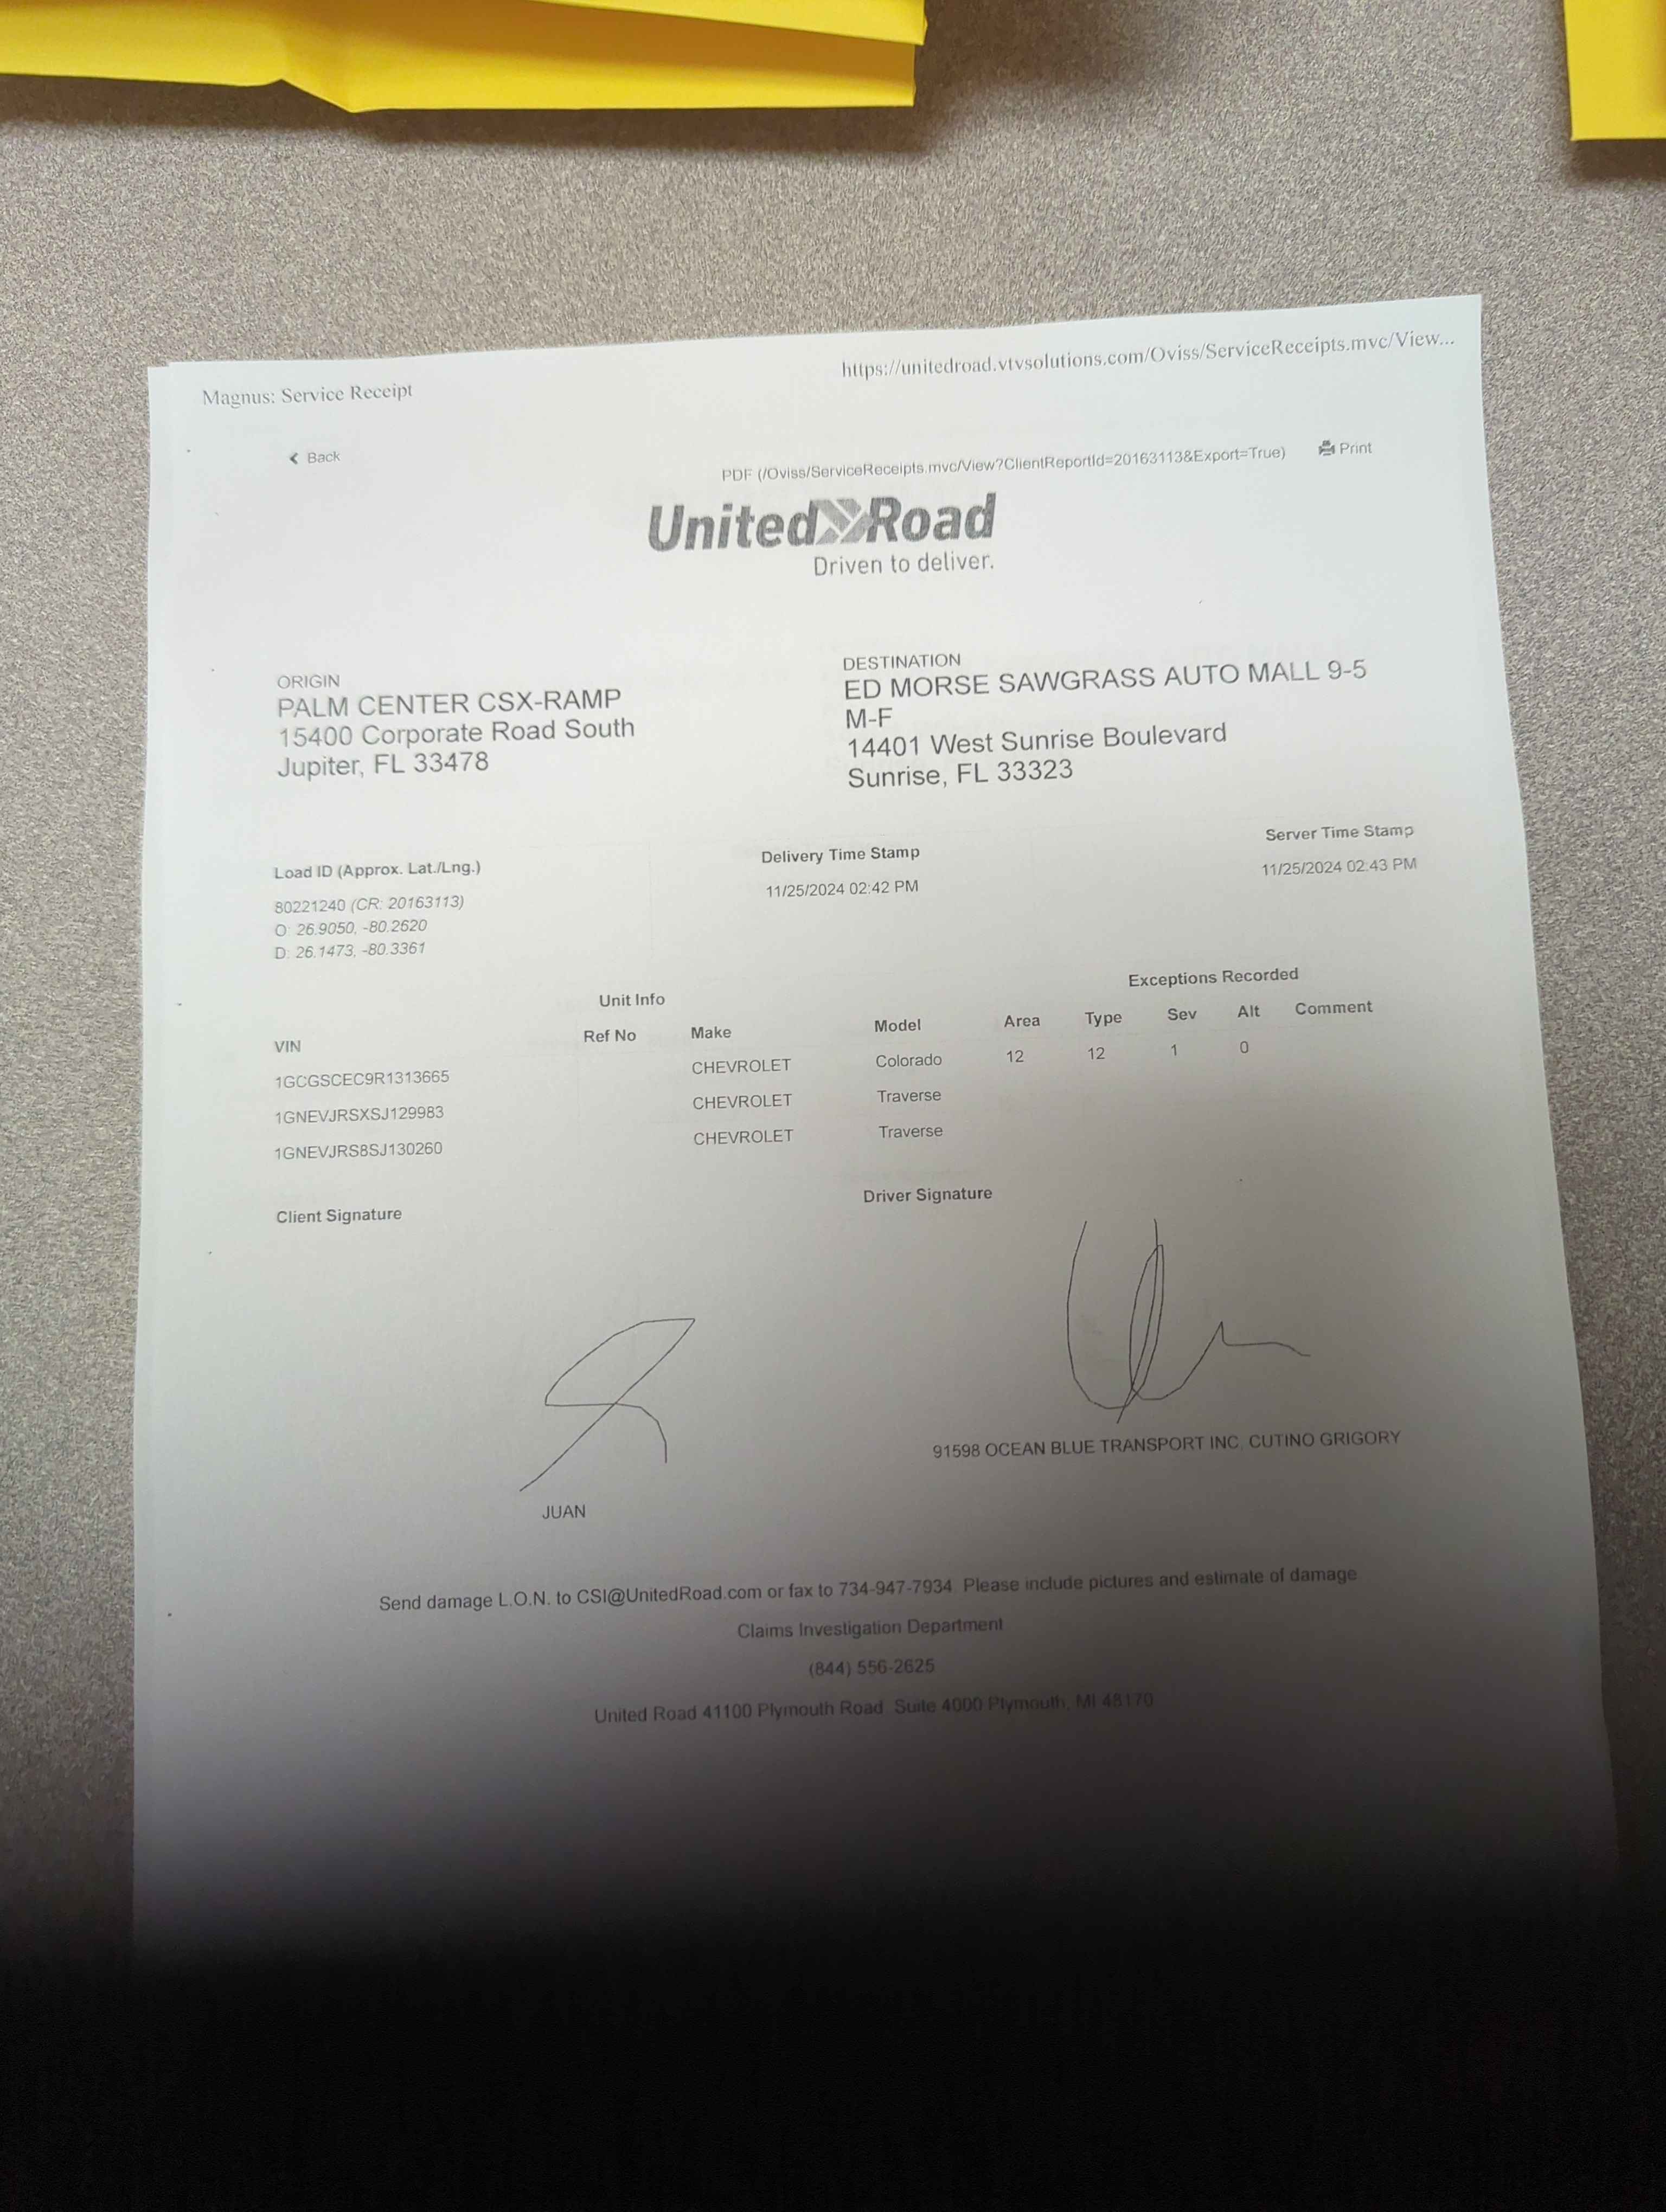 Magnus: Service Receipt
https://unitedroad.vtvsolutions.com/Oviss/ServiceReceipts.mvc/View...
Back
PDF (/Oviss/ServiceReceipts.mvc/View?ClientReportId=20163113&Export=True)
Print
United Road
Driven to deliver.
ORIGIN
PALM CENTER CSX-RAMP
15400 Corporate Road South
Jupiter, FL 33478
DESTINATION
ED MORSE SAWGRASS AUTO MALL 9-5
M-F
14401 West Sunrise Boulevard
Sunrise, FL 33323
Load ID (Approx. Lat./Lng.)
80221240 (CR: 20163113)
O: 26.9050, -80.2620
D: 26.1473, -80.3361
Delivery Time Stamp
11/25/2024 02:42 PM
Server Time Stamp
11/25/2024 02:43 PM
Unit Info
Exceptions Recorded
VIN Ref No Make Model Area Type Sev Alt Comment
1GCGSCEC9R1313665 CHEVROLET Colorado 12 12 1 0
1GNEVJRSXSJ129983 CHEVROLET Traverse
1GNEVJRS8SJ130260 CHEVROLET Traverse
Client Signature
Driver Signature
JUAN
91598 OCEAN BLUE TRANSPORT INC, CUTINO GRIGORY
Send damage L.O.N. to CSI@UnitedRoad.com or fax to 734-947-7934. Please include pictures and estimate of damage
Claims Investigation Department
(844) 556-2625
United Road 41100 Plymouth Road. Suite 4000 Plymouth, MI 48170